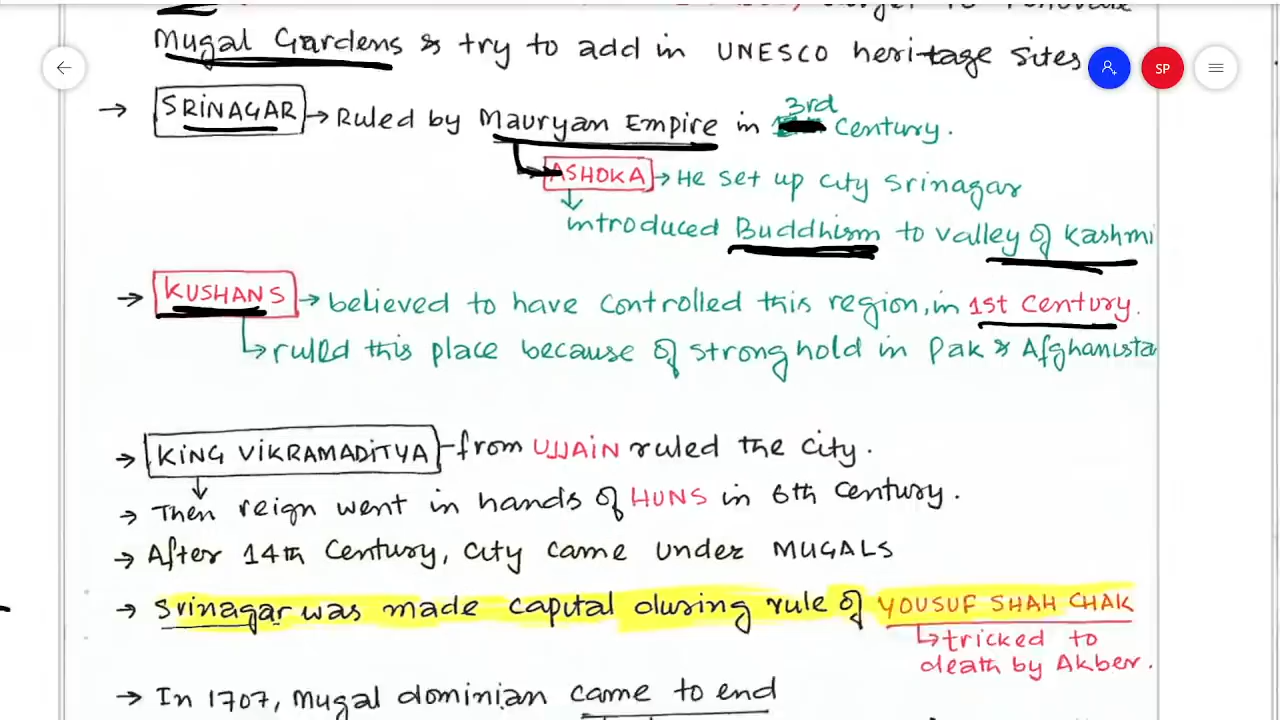 Mugal Gardens & try to add in UNESCO heritage sites
SP
→ SRINAGAR → Ruled by Mauryan Empire in 3rd Century.
ASHOKA → He set up city Srinagar
introduced Buddhism to valley of Kashmi
→ KUSHANS → believed to have controlled this region, in 1st Century.
ruled this place because of strong hold in Pak & Afghanista
→ KING VIKRAMADITYA - from UJJAIN ruled the city.
→ Then reign went in hands of HUNS in 6th Century.
→ After 14th Century, city came under MUGALS
→ Srinagar was made capital during rule of YOUSUF SHAH CHAK
tricked to
death by Akber.
→ In 1707, Mugal dominian came to end